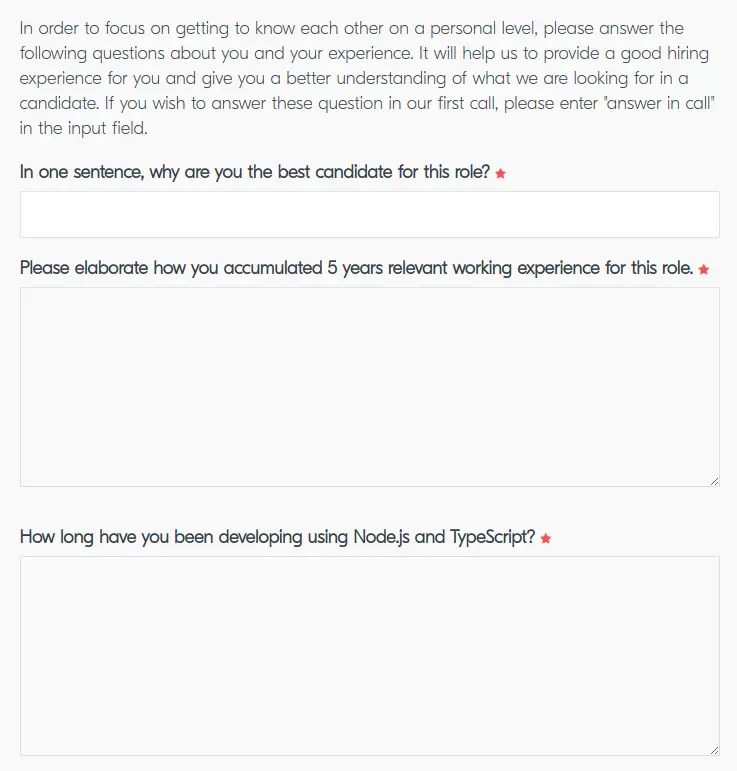 In order to focus on getting to know each other on a personal level, please answer the
following questions about you and your experience. It will help us to provide a good hiring
experience for you and give you a better understanding of what we are looking for in a
candidate. If you wish to answer these question in our first call, please enter "answer in call"
in the input field.
In one sentence, why are you the best candidate for this role?
Please elaborate how you accumulated 5 years relevant working experience for this role.
How long have you been developing using Node.js and TypeScript?